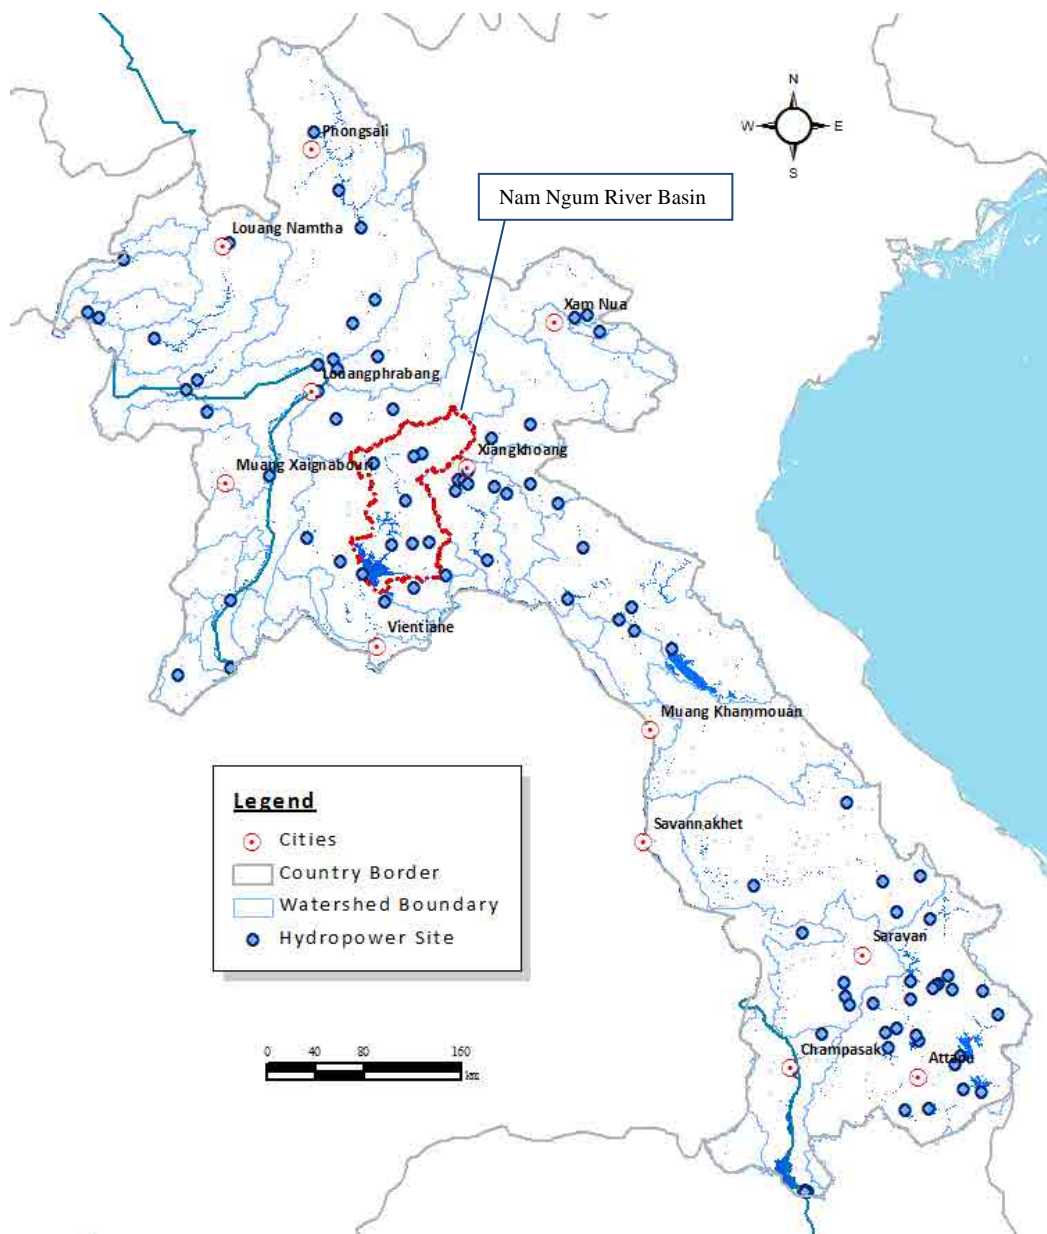 N
W E
S
Phongsali
Nam Ngum River Basin
Louang Namtha
Xam Nua
Louangphrabang
Xiangkhoang
Muang Xaignabouri
Vientiane
Muang Khammouan
Legend
Cities
Country Border
Watershed Boundary
Hydropower Site
Savannakhet
Saravan
0 40 80 160
km
Champasak
Attapu